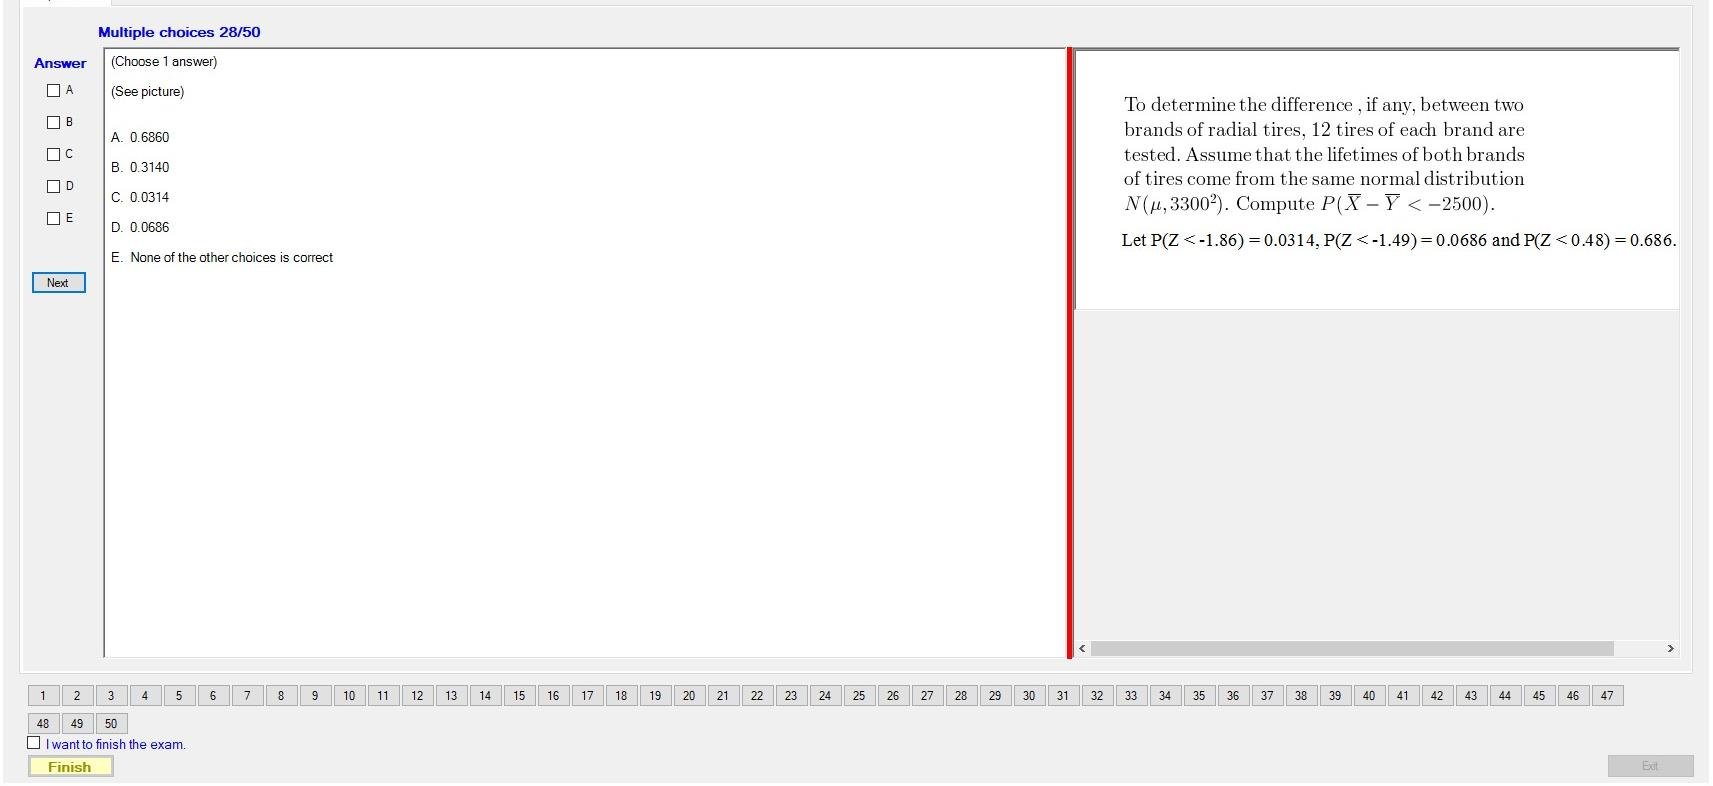 Multiple choices 28/50
Answer
A
B
C
D
E
Next
(Choose 1 answer)
(See picture)
A. 0.6860
B. 0.3140
C. 0.0314
D. 0.0686
E. None of the other choices is correct
To determine the difference , if any, between two
brands of radial tires, 12 tires of each brand are
tested. Assume that the lifetimes of both brands
of tires come from the same normal distribution
N(μ, 3300²). Compute P(X̅ − Y̅ < −2500).
Let P(Z < -1.86) = 0.0314, P(Z < -1.49) = 0.0686 and P(Z < 0.48) = 0.686.
1 2 3 4 5 6 7 8 9 10 11 12 13 14 15 16 17 18 19 20 21 22 23 24 25 26 27 28 29 30 31 32 33 34 35 36 37 38 39 40 41 42 43 44 45 46 47
48 49 50
I want to finish the exam.
Finish
Exit